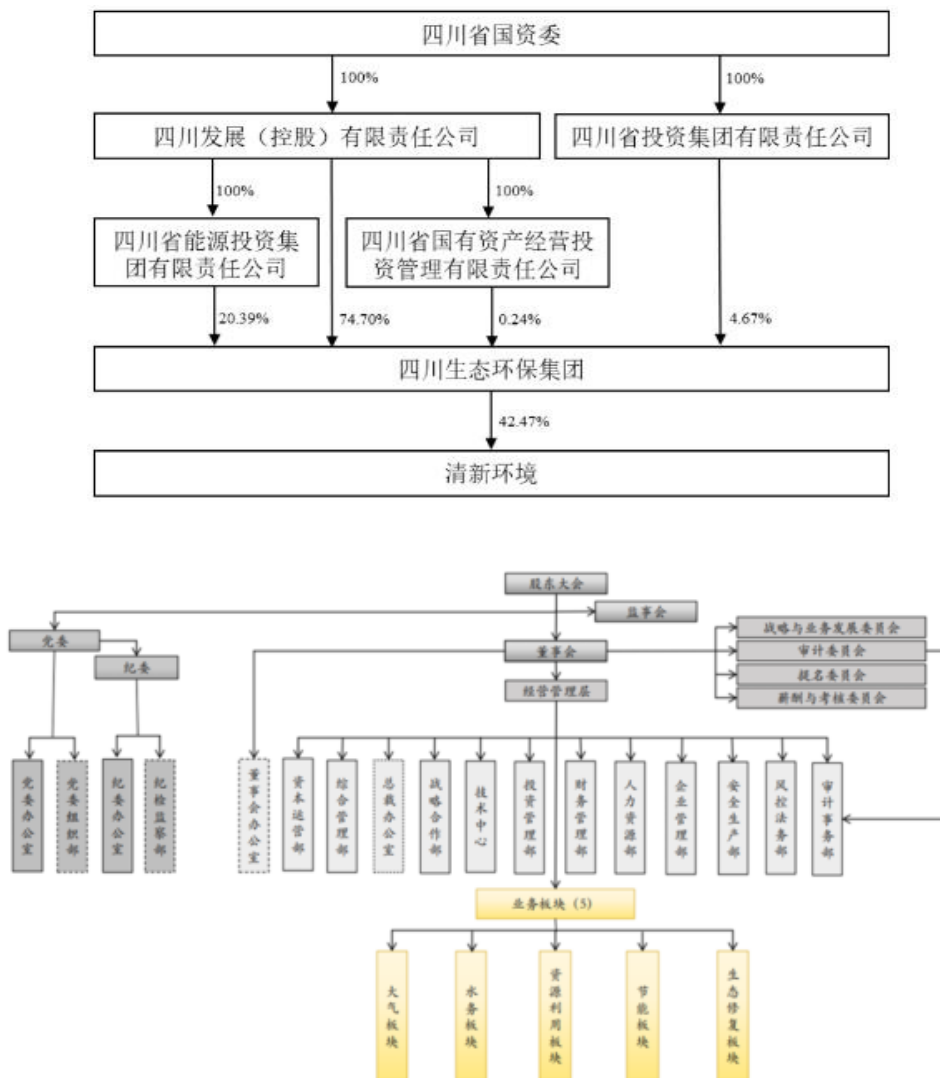 四川省国资委
100%
100%
四川发展（控股）有限责任公司
四川省投资集团有限责任公司
100%
100%
四川省能源投资集
团有限责任公司
四川省国有资产经营投
资管理有限责任公司
20.39%
74.70%
0.24%
4.67%
四川生态环保集团
42.47%
清新环境
股东大会
监事会
党委
纪委
董事会
战略与业务发展委员会
审计委员会
提名委员会
薪酬与考核委员会
经营管理层
党委办公室
党委组织部
纪委办公室
纪检监察部
董事会办公室
资本运营部
综合管理部
总裁办公室
战略合作部
技术中心
投资管理部
财务管理部
人力资源部
企业管理部
安全生产部
风控法务部
审计事务部
业务板块（5）
大气板块
水务板块
资源利用板块
节能板块
生态修复板块